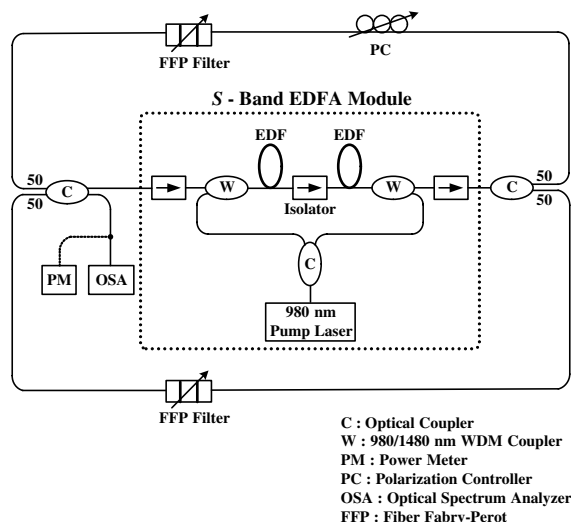 FFP Filter
PC
S - Band EDFA Module
EDF
EDF
50
50
C
W
Isolator
W
C
50
50
PM
OSA
C
980 nm
Pump Laser
FFP Filter
C : Optical Coupler
W : 980/1480 nm WDM Coupler
PM : Power Meter
PC : Polarization Controller
OSA : Optical Spectrum Analyzer
FFP : Fiber Fabry-Perot